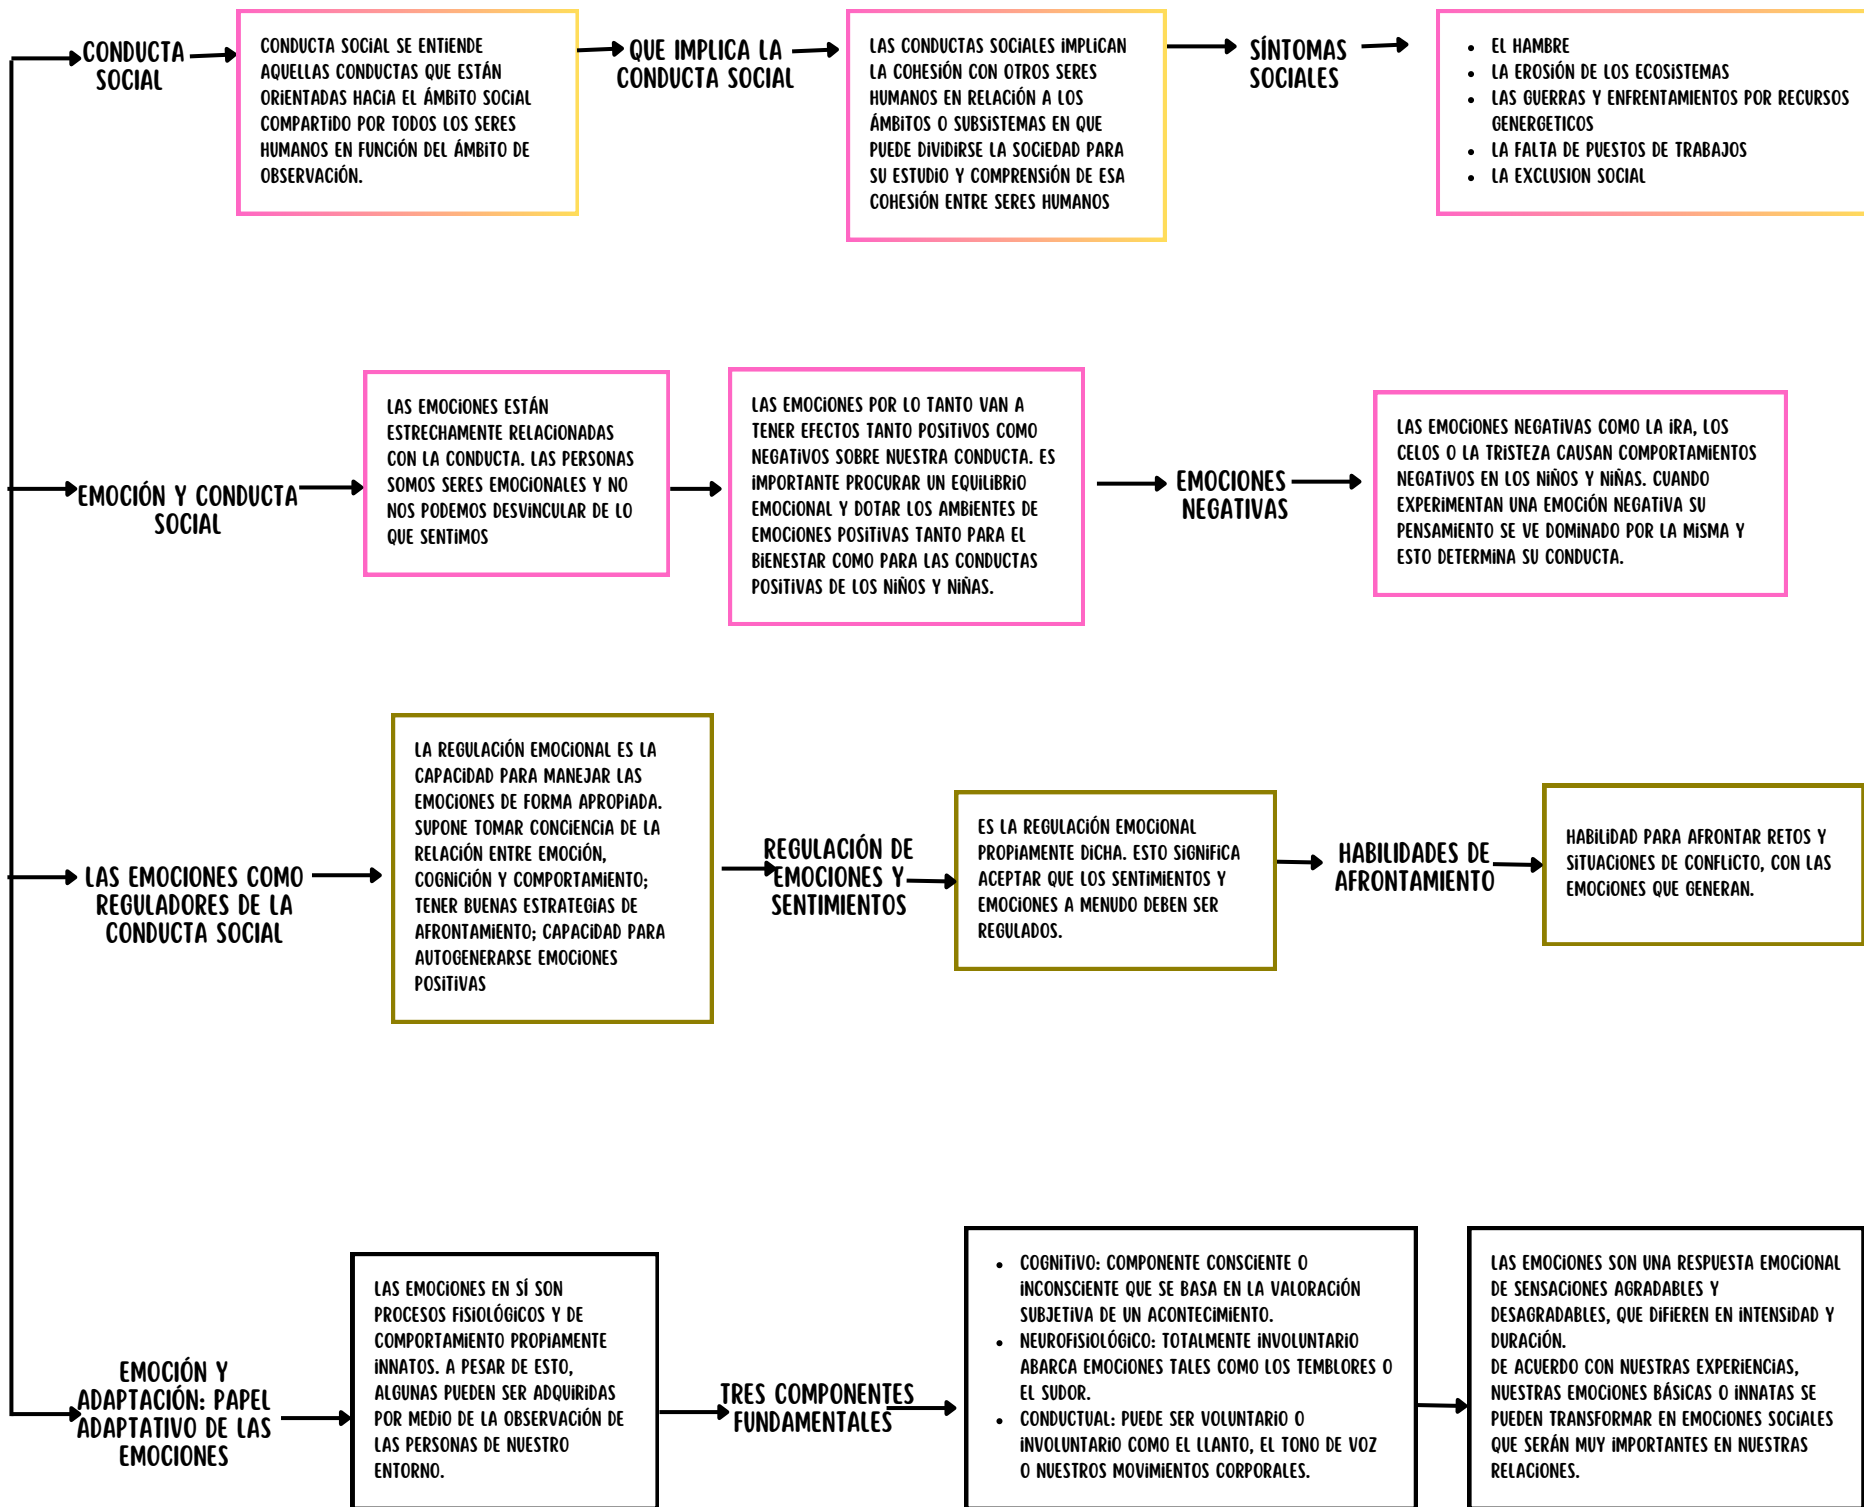 CONDUCTA
SOCIAL
CONDUCTA SOCIAL SE ENTIENDE
AQUELLAS CONDUCTAS QUE ESTÁN
ORIENTADAS HACIA EL ÁMBITO SOCIAL
COMPARTIDO POR TODOS LOS SERES
HUMANOS EN FUNCIÓN DEL ÁMBITO DE
OBSERVACIÓN.
QUE IMPLICA LA
CONDUCTA SOCIAL
LAS CONDUCTAS SOCIALES IMPLICAN
LA COHESIÓN CON OTROS SERES
HUMANOS EN RELACIÓN A LOS
ÁMBITOS O SUBSISTEMAS EN QUE
PUEDE DIVIDIRSE LA SOCIEDAD PARA
SU ESTUDIO Y COMPRENSIÓN DE ESA
COHESIÓN ENTRE SERES HUMANOS
SÍNTOMAS
SOCIALES
• EL HAMBRE
• LA EROSIÓN DE LOS ECOSISTEMAS
• LAS GUERRAS Y ENFRENTAMIENTOS POR RECURSOS
GENERGETICOS
• LA FALTA DE PUESTOS DE TRABAJOS
• LA EXCLUSION SOCIAL
EMOCIÓN Y CONDUCTA
SOCIAL
LAS EMOCIONES ESTÁN
ESTRECHAMENTE RELACIONADAS
CON LA CONDUCTA. LAS PERSONAS
SOMOS SERES EMOCIONALES Y NO
NOS PODEMOS DESVINCULAR DE LO
QUE SENTIMOS
LAS EMOCIONES POR LO TANTO VAN A
TENER EFECTOS TANTO POSITIVOS COMO
NEGATIVOS SOBRE NUESTRA CONDUCTA. ES
IMPORTANTE PROCURAR UN EQUILIBRIO
EMOCIONAL Y DOTAR LOS AMBIENTES DE
EMOCIONES POSITIVAS TANTO PARA EL
BIENESTAR COMO PARA LAS CONDUCTAS
POSITIVAS DE LOS NIÑOS Y NIÑAS.
EMOCIONES
NEGATIVAS
LAS EMOCIONES NEGATIVAS COMO LA IRA, LOS
CELOS O LA TRISTEZA CAUSAN COMPORTAMIENTOS
NEGATIVOS EN LOS NIÑOS Y NIÑAS. CUANDO
EXPERIMENTAN UNA EMOCIÓN NEGATIVA SU
PENSAMIENTO SE VE DOMINADO POR LA MISMA Y
ESTO DETERMINA SU CONDUCTA.
LAS EMOCIONES COMO
REGULADORES DE LA
CONDUCTA SOCIAL
LA REGULACIÓN EMOCIONAL ES LA
CAPACIDAD PARA MANEJAR LAS
EMOCIONES DE FORMA APROPIADA.
SUPONE TOMAR CONCIENCIA DE LA
RELACIÓN ENTRE EMOCIÓN,
COGNICIÓN Y COMPORTAMIENTO;
TENER BUENAS ESTRATEGIAS DE
AFRONTAMIENTO; CAPACIDAD PARA
AUTOGENERARSE EMOCIONES
POSITIVAS
REGULACIÓN DE
EMOCIONES Y
SENTIMIENTOS
ES LA REGULACIÓN EMOCIONAL
PROPIAMENTE DICHA. ESTO SIGNIFICA
ACEPTAR QUE LOS SENTIMIENTOS Y
EMOCIONES A MENUDO DEBEN SER
REGULADOS.
HABILIDADES DE
AFRONTAMIENTO
HABILIDAD PARA AFRONTAR RETOS Y
SITUACIONES DE CONFLICTO, CON LAS
EMOCIONES QUE GENERAN.
EMOCIÓN Y
ADAPTACIÓN: PAPEL
ADAPTATIVO DE LAS
EMOCIONES
LAS EMOCIONES EN SÍ SON
PROCESOS FISIOLÓGICOS Y DE
COMPORTAMIENTO PROPIAMENTE
INNATOS. A PESAR DE ESTO,
ALGUNAS PUEDEN SER ADQUIRIDAS
POR MEDIO DE LA OBSERVACIÓN DE
LAS PERSONAS DE NUESTRO
ENTORNO.
TRES COMPONENTES
FUNDAMENTALES
• COGNITIVO: COMPONENTE CONSCIENTE O
INCONSCIENTE QUE SE BASA EN LA VALORACIÓN
SUBJETIVA DE UN ACONTECIMIENTO.
• NEUROFISIOLÓGICO: TOTALMENTE INVOLUNTARIO
ABARCA EMOCIONES TALES COMO LOS TEMBLORES O
EL SUDOR.
• CONDUCTUAL: PUEDE SER VOLUNTARIO O
INVOLUNTARIO COMO EL LLANTO, EL TONO DE VOZ
O NUESTROS MOVIMIENTOS CORPORALES.
LAS EMOCIONES SON UNA RESPUESTA EMOCIONAL
DE SENSACIONES AGRADABLES Y
DESAGRADABLES, QUE DIFIEREN EN INTENSIDAD Y
DURACIÓN.
DE ACUERDO CON NUESTRAS EXPERIENCIAS,
NUESTRAS EMOCIONES BÁSICAS O INNATAS SE
PUEDEN TRANSFORMAR EN EMOCIONES SOCIALES
QUE SERÁN MUY IMPORTANTES EN NUESTRAS
RELACIONES.